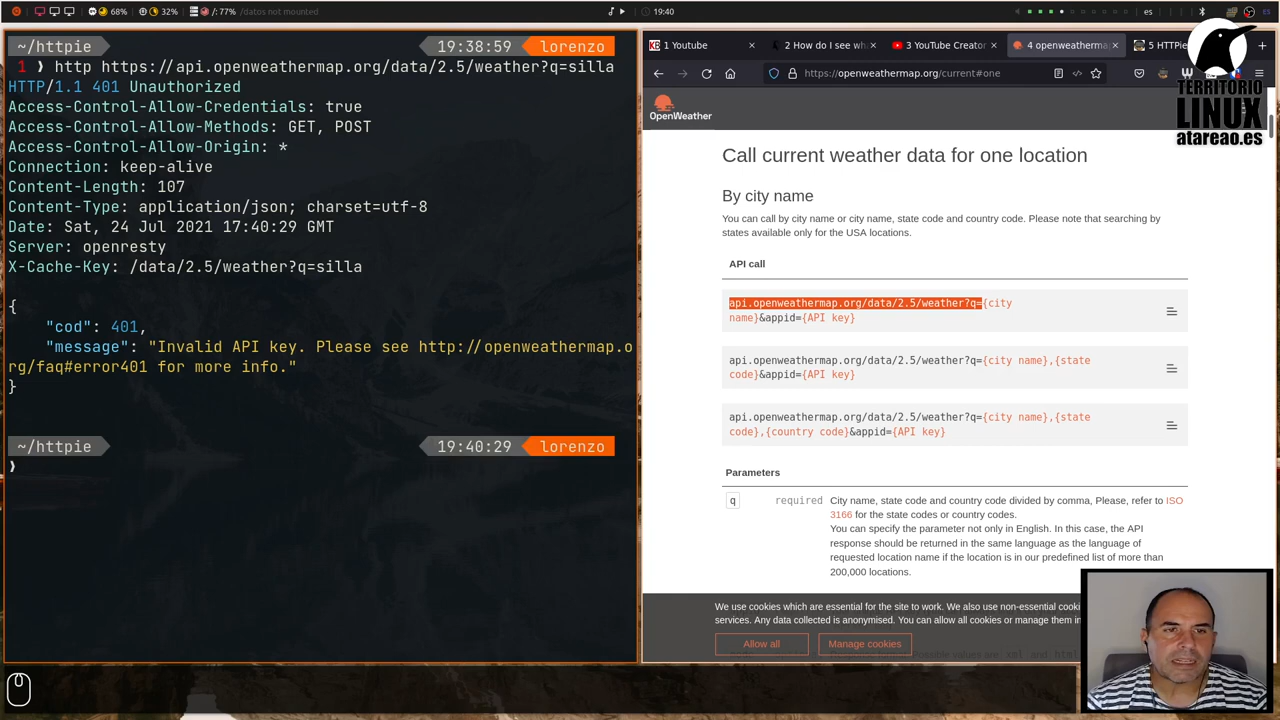 68% 32% /: 77% /datos not mounted 19:40 es ES
~/httpie 19:38:59 lorenzo
1 ❱ http https://api.openweathermap.org/data/2.5/weather?q=silla
HTTP/1.1 401 Unauthorized
Access-Control-Allow-Credentials: true
Access-Control-Allow-Methods: GET, POST
Access-Control-Allow-Origin: *
Connection: keep-alive
Content-Length: 107
Content-Type: application/json; charset=utf-8
Date: Sat, 24 Jul 2021 17:40:29 GMT
Server: openresty
X-Cache-Key: /data/2.5/weather?q=silla
{
"cod": 401,
"message": "Invalid API key. Please see http://openweathermap.o
rg/faq#error401 for more info."
}
~/httpie 19:40:29 lorenzo
❱
1 Youtube 2 How do I see wh 3 YouTube Creator 4 openweatherma 5 HTTPie
https://openweathermap.org/current#one
TERRITORIO
LINUX
atareao.es
OpenWeather
Call current weather data for one location
By city name
You can call by city name or city name, state code and country code. Please note that searching by
states available only for the USA locations.
API call
api.openweathermap.org/data/2.5/weather?q={city
name}&appid={API key}
api.openweathermap.org/data/2.5/weather?q={city name},{state
code}&appid={API key}
api.openweathermap.org/data/2.5/weather?q={city name},{state
code},{country code}&appid={API key}
Parameters
q required City name, state code and country code divided by comma, Please, refer to ISO
3166 for the state codes or country codes.
You can specify the parameter not only in English. In this case, the API
response should be returned in the same language as the language of
requested location name if the location is in our predefined list of more than
200,000 locations.
We use cookies which are essential for the site to work. We also use non-essential cooki
services. Any data collected is anonymised. You can allow all cookies or manage them in
Allow all Manage cookies